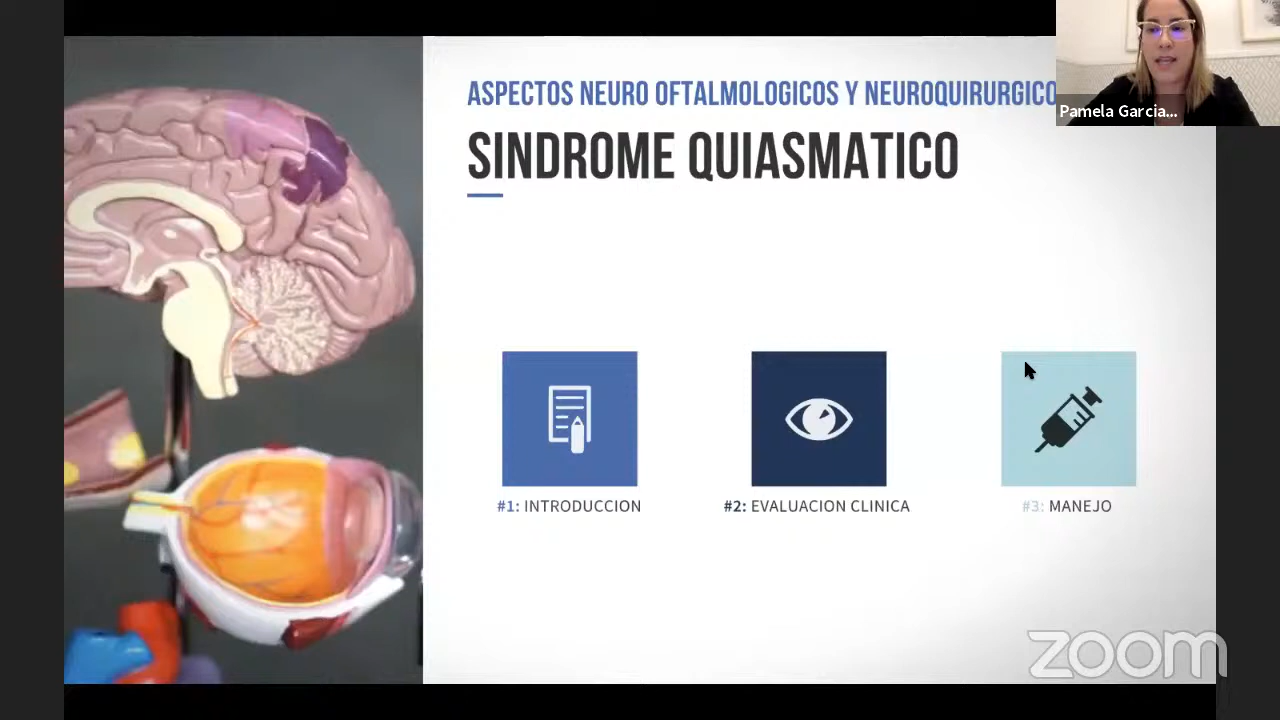 ASPECTOS NEURO OFTALMOLOGICOS Y NEUROQUIRURGICO
SINDROME QUIASMATICO
Pamela Garcia...
#1: INTRODUCCION
#2: EVALUACION CLINICA
#3: MANEJO
zoom